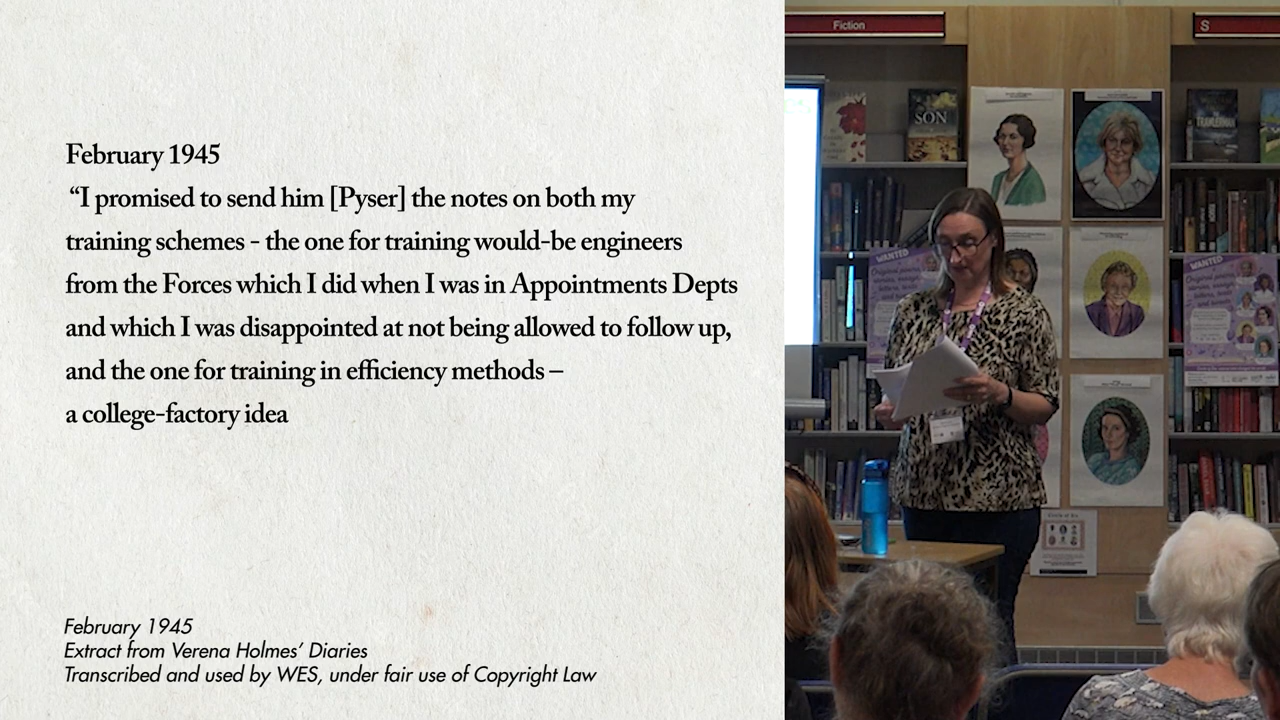 February 1945
“I promised to send him [Pyser] the notes on both my
training schemes - the one for training would-be engineers
from the Forces which I did when I was in Appointments Depts
and which I was disappointed at not being allowed to follow up,
and the one for training in efficiency methods –
a college-factory idea
February 1945
Extract from Verena Holmes’ Diaries
Transcribed and used by WES, under fair use of Copyright Law
Fiction
S
SON
WANTED
WANTED